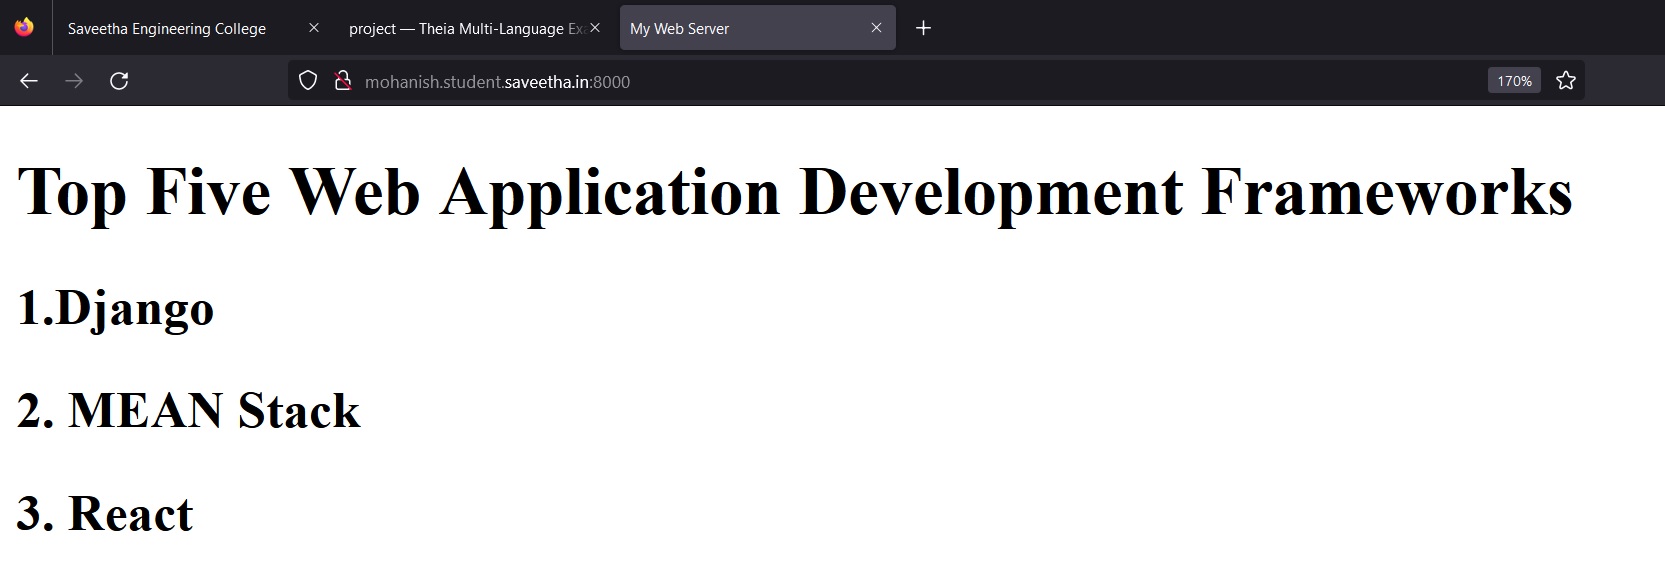 Saveetha Engineering College
project — Theia Multi-Language Ex
My Web Server
mohanish.student.saveetha.in:8000
170%
Top Five Web Application Development Frameworks
1.Django
2. MEAN Stack
3. React